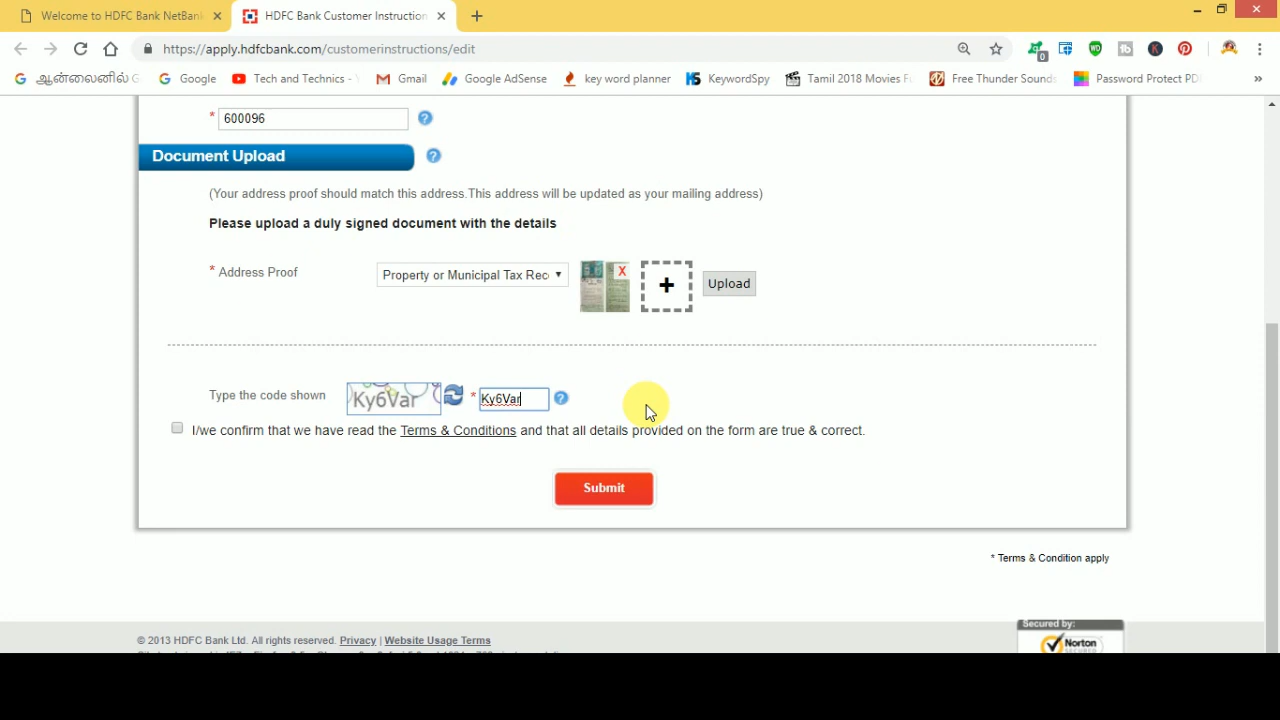 Welcome to HDFC Bank NetBank
HDFC Bank Customer Instruction
https://apply.hdfcbank.com/customerinstructions/edit
ஆன்லைனில் G
Google
Tech and Technics - Y
Gmail
Google AdSense
key word planner
KeywordSpy
Tamil 2018 Movies Fu
Free Thunder Sounds
Password Protect PDF
* 600096
Document Upload
(Your address proof should match this address.This address will be updated as your mailing address)
Please upload a duly signed document with the details
* Address Proof
Property or Municipal Tax Rec
X
+
Upload
Type the code shown
Ky6Var
* Ky6Var
I/we confirm that we have read the Terms & Conditions and that all details provided on the form are true & correct.
Submit
* Terms & Condition apply
© 2013 HDFC Bank Ltd. All rights reserved. Privacy | Website Usage Terms
Secured by:
Norton